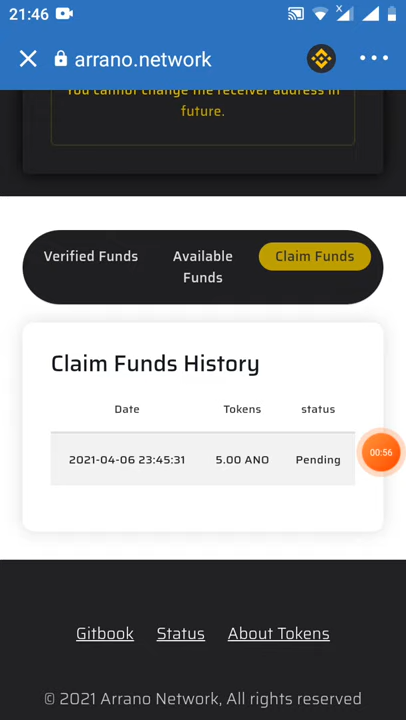 21:46
arrano.network
You cannot change the receiver address in
future.
Verified Funds
Available
Funds
Claim Funds
Claim Funds History
Date Tokens status
2021-04-06 23:45:31 5.00 ANO Pending
00:56
Gitbook Status About Tokens
© 2021 Arrano Network, All rights reserved